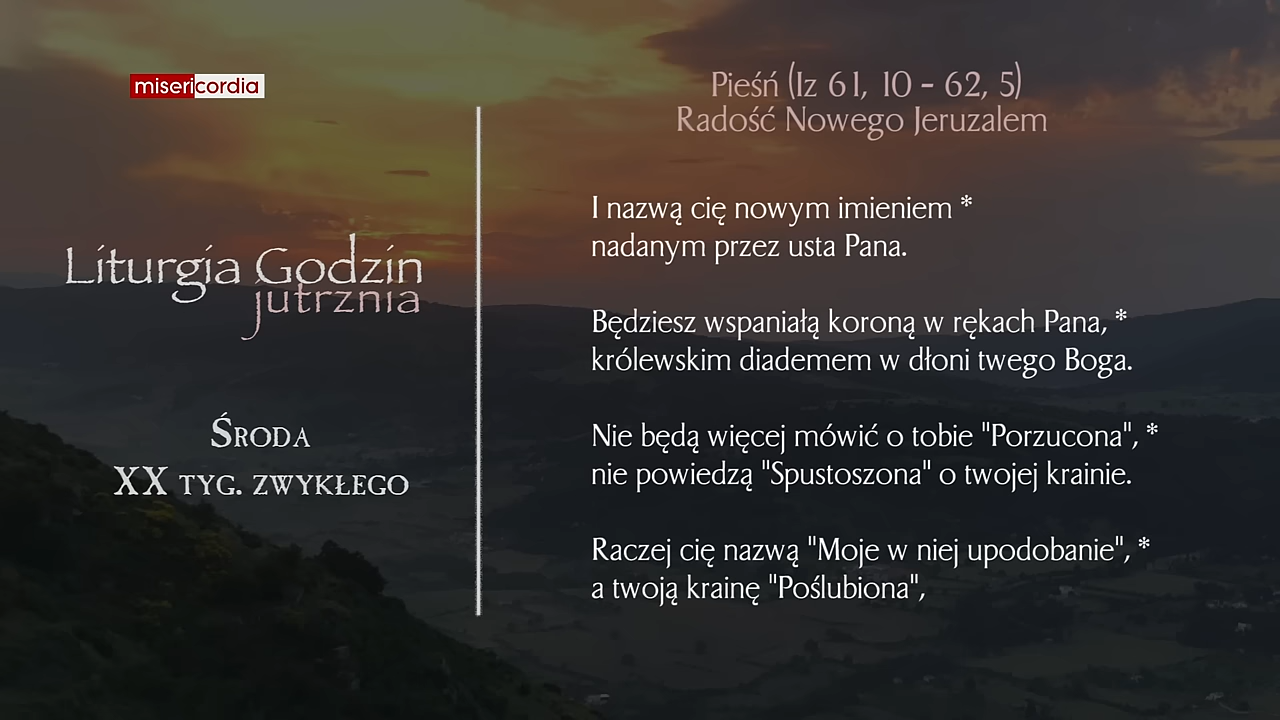 misericordia
Liturgia Godzin
jutrznia
Środa
XX tyg. zwykłego
Pieśń (Iz 61, 10 - 62, 5)
Radość Nowego Jeruzalem
I nazwą cię nowym imieniem *
nadanym przez usta Pana.
Będziesz wspaniałą koroną w rękach Pana, *
królewskim diademem w dłoni twego Boga.
Nie będą więcej mówić o tobie "Porzucona", *
nie powiedzą "Spustoszona" o twojej krainie.
Raczej cię nazwą "Moje w niej upodobanie", *
a twoją krainę "Poślubiona",